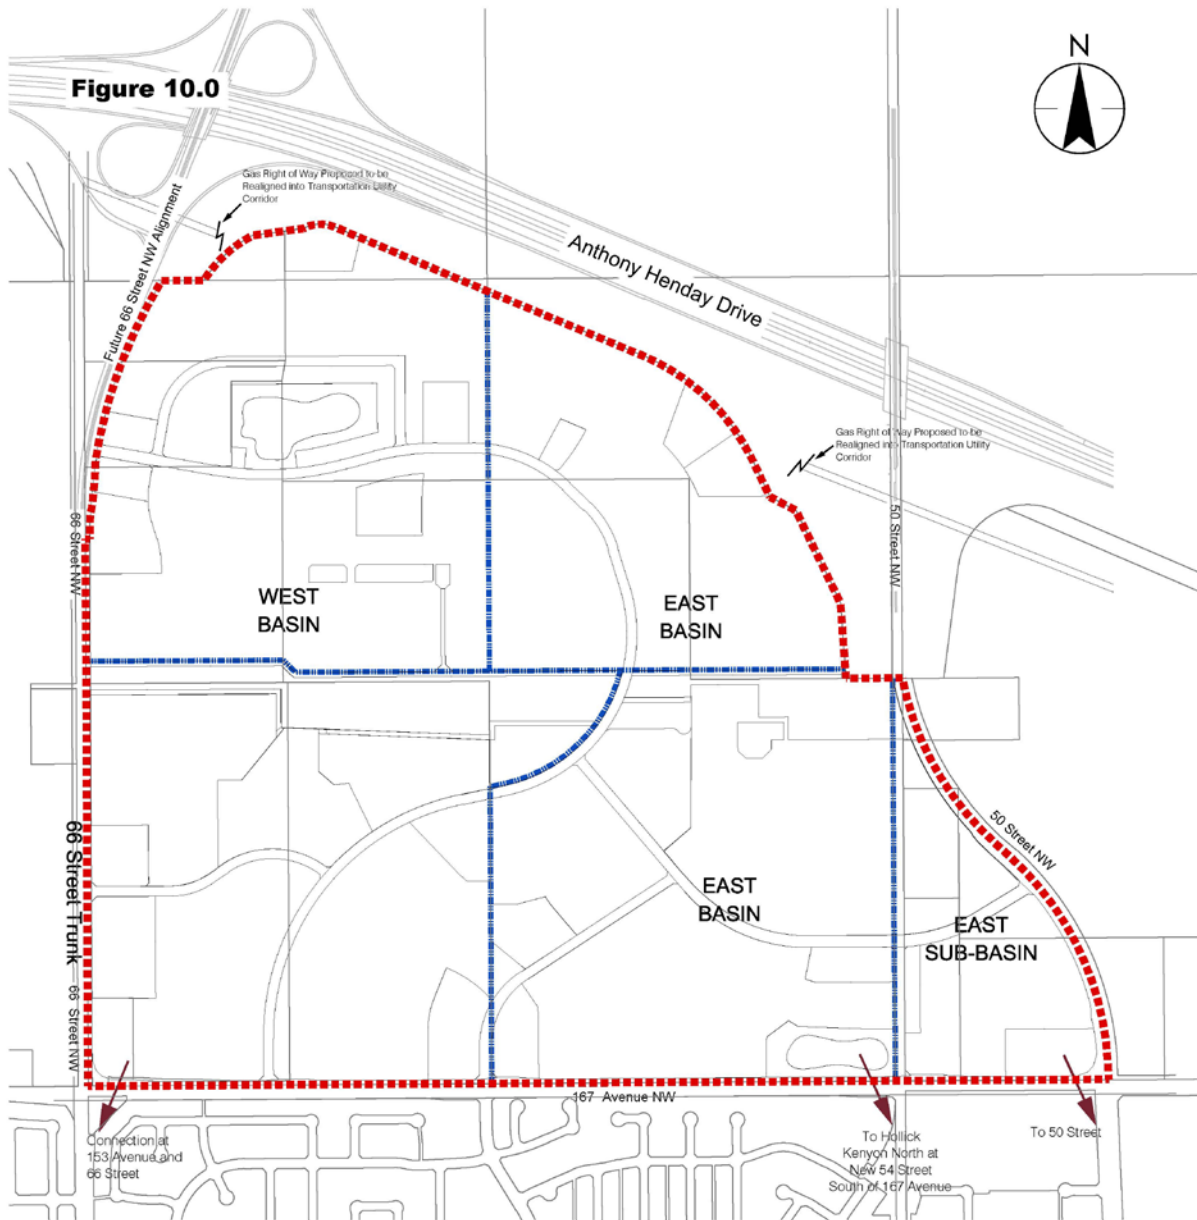 N
Figure 10.0
Gas Right of Way Proposed to be
Realigned into Transportation Utility
Corridor
Future 66 Street NW Alignment
Anthony Henday Drive
Gas Right of Way Proposed to be
Realigned into Transportation Utility
Corridor
66 Street NW
50 Street NW
WEST
BASIN
EAST
BASIN
50 Street NW
66 Street Trunk
EAST
BASIN
EAST
SUB-BASIN
66 Street NW
167 Avenue NW
Connection at
153 Avenue and
66 Street
To Hollick
Kenyon North at
New 54 Street
South of 167 Avenue
To 50 Street